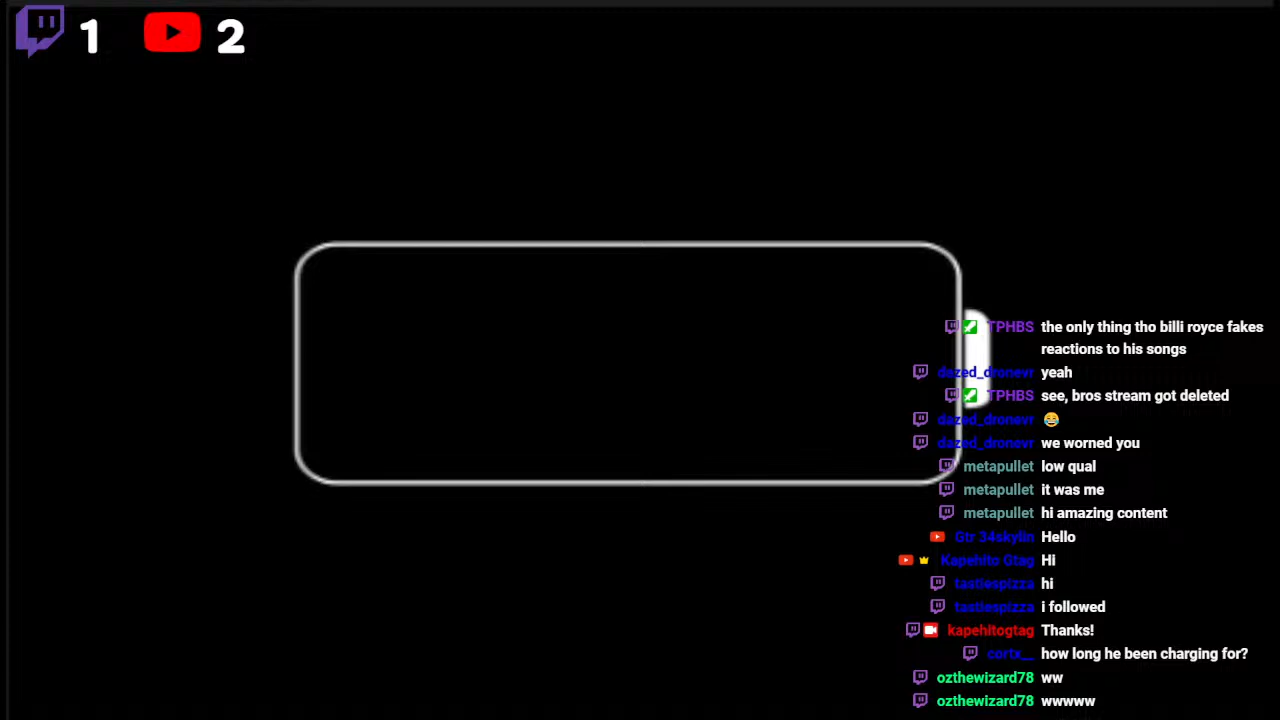 1 2
TPHBS the only thing tho billi royce fakes
reactions to his songs
dazed_dronevr yeah
TPHBS see, bros stream got deleted
dazed_dronevr 😂
dazed_dronevr we worned you
metapullet low qual
metapullet it was me
metapullet hi amazing content
Gtr 34skylin Hello
Kapehito Gtag Hi
tastiespizza hi
tastiespizza i followed
kapehitogtag Thanks!
cortx__ how long he been charging for?
ozthewizard78 ww
ozthewizard78 wwwww